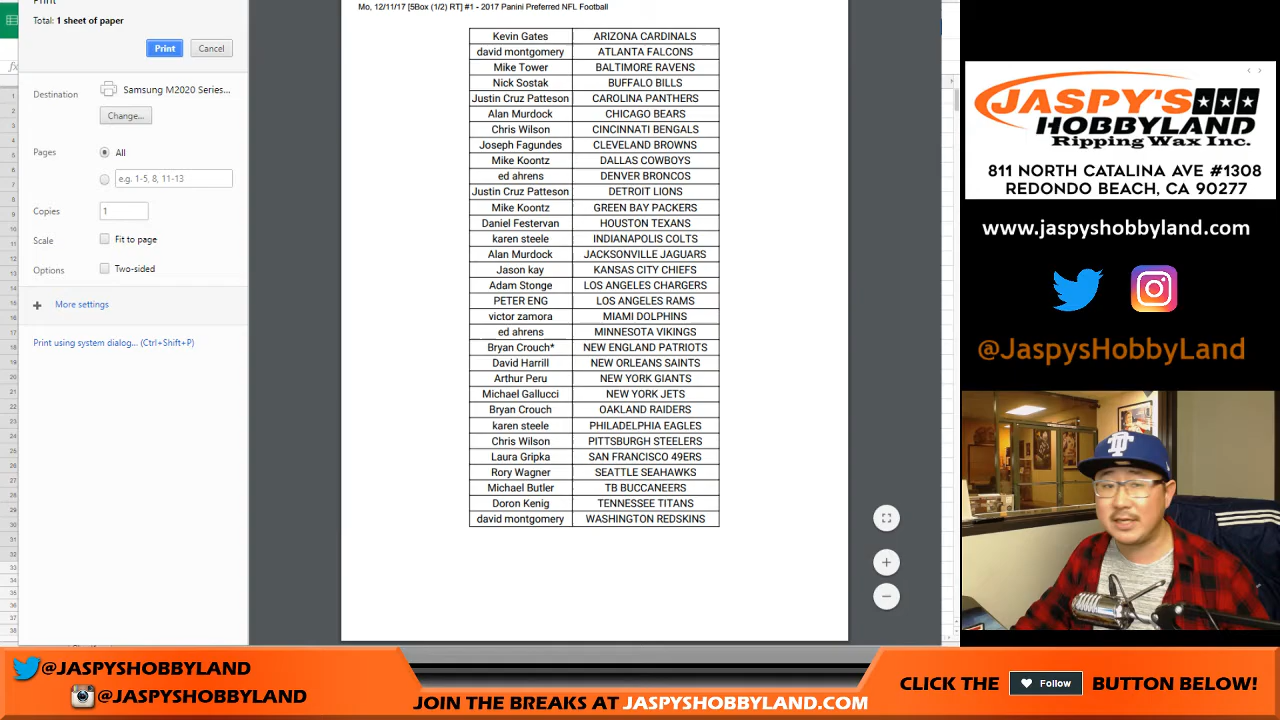 Print
Total: 1 sheet of paper
Print Cancel
Destination Samsung M2020 Series...
Change...
Pages All
e.g. 1-5, 8, 11-13
Copies 1
Scale Fit to page
Options Two-sided
+ More settings
Print using system dialog... (Ctrl+Shift+P)
Mo, 12/11/17 [5Box (1/2) RT] #1 - 2017 Panini Preferred NFL Football
Kevin Gates ARIZONA CARDINALS
david montgomery ATLANTA FALCONS
Mike Tower BALTIMORE RAVENS
Nick Sostak BUFFALO BILLS
Justin Cruz Patteson CAROLINA PANTHERS
Alan Murdock CHICAGO BEARS
Chris Wilson CINCINNATI BENGALS
Joseph Fagundes CLEVELAND BROWNS
Mike Koontz DALLAS COWBOYS
ed ahrens DENVER BRONCOS
Justin Cruz Patteson DETROIT LIONS
Mike Koontz GREEN BAY PACKERS
Daniel Festervan HOUSTON TEXANS
karen steele INDIANAPOLIS COLTS
Alan Murdock JACKSONVILLE JAGUARS
Jason kay KANSAS CITY CHIEFS
Adam Stonge LOS ANGELES CHARGERS
PETER ENG LOS ANGELES RAMS
victor zamora MIAMI DOLPHINS
ed ahrens MINNESOTA VIKINGS
Bryan Crouch* NEW ENGLAND PATRIOTS
David Harrill NEW ORLEANS SAINTS
Arthur Peru NEW YORK GIANTS
Michael Gallucci NEW YORK JETS
Bryan Crouch OAKLAND RAIDERS
karen steele PHILADELPHIA EAGLES
Chris Wilson PITTSBURGH STEELERS
Laura Gripka SAN FRANCISCO 49ERS
Rory Wagner SEATTLE SEAHAWKS
Michael Butler TB BUCCANEERS
Doron Kenig TENNESSEE TITANS
david montgomery WASHINGTON REDSKINS
JASPY'S
HOBBYLAND
Ripping Wax Inc.
811 NORTH CATALINA AVE #1308
REDONDO BEACH, CA 90277
www.jaspyshobbyland.com
@JaspysHobbyLand
@JASPYSHOBBYLAND
@JASPYSHOBBYLAND
JOIN THE BREAKS AT JASPYSHOBBYLAND.COM
CLICK THE Follow BUTTON BELOW!